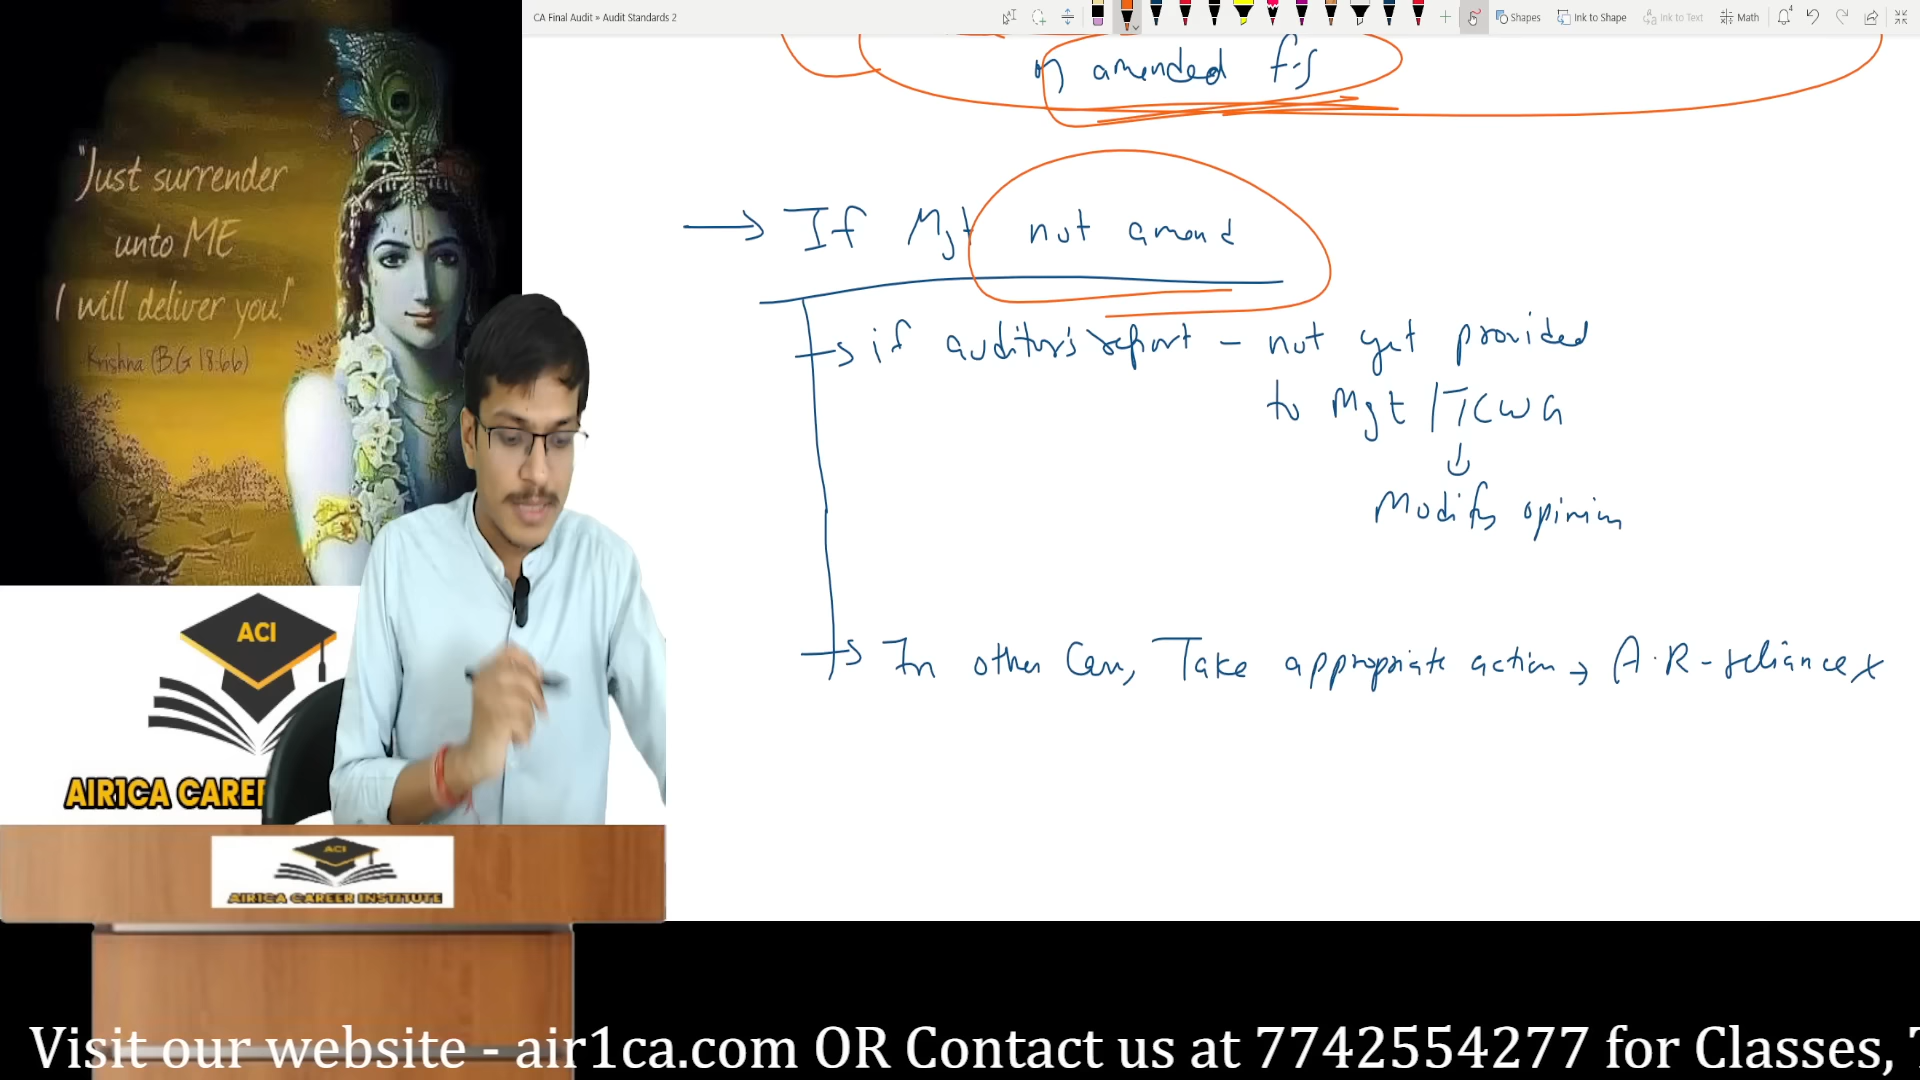 CA Final Audit » Audit Standards 2
Shapes
Ink to Shape
Ink to Text
Math
of amended f.s
→ If Mgt not amend
→ if auditor's report - not yet provided
to Mgt / TCWG
↓
Modify opinion
→ In other Case, Take appropriate action → A.R - reliance x
"Just surrender
unto ME
I will deliver you!"
Krishna (B.G 18:66)
ACI
AIR1CA CAREE
ACI
AIR1CA CAREER INSTITUTE
Visit our website - air1ca.com OR Contact us at 7742554277 for Classes,